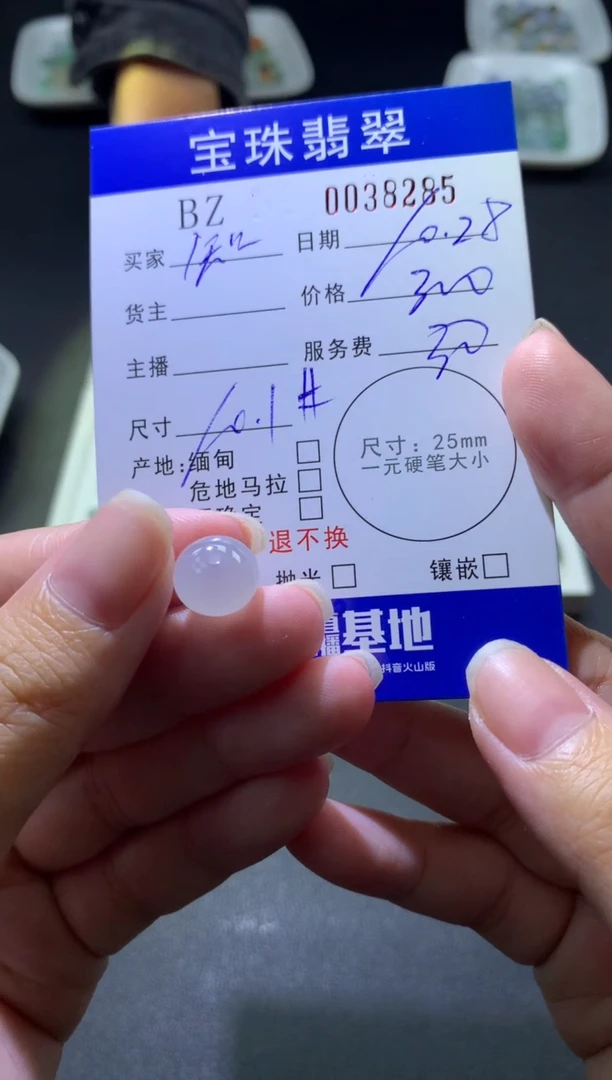 宝珠翡翠
BZ 0038285
买家 日期 10.28
货主 价格 300
主播 服务费 30
尺寸 10.1#
产地:缅甸
危地马拉
尺寸:25mm
一元硬笔大小
退不换
抛光 镶嵌
直播基地
抖音火山版